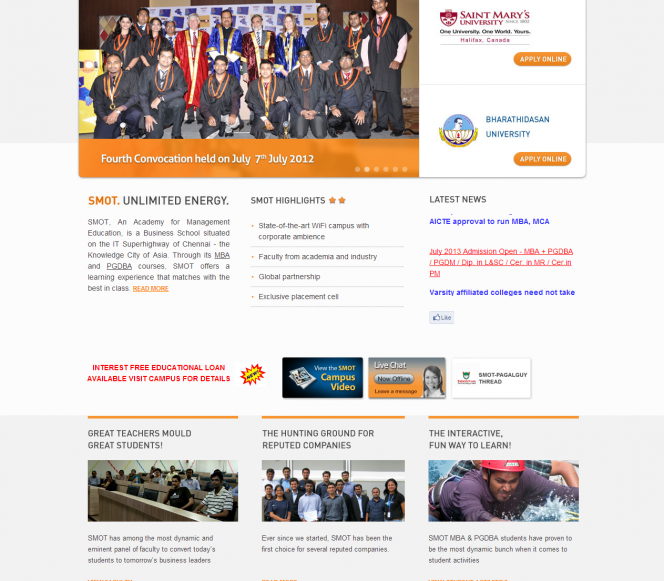 SAINT MARY'S
UNIVERSITY SINCE 1802
One University. One World. Yours.
Halifax, Canada
APPLY ONLINE
BHARATHIDASAN
UNIVERSITY
APPLY ONLINE
Fourth Convocation held on July 7th July 2012
SMOT. UNLIMITED ENERGY.
SMOT, An Academy for Management
Education, is a Business School situated
on the IT Superhighway of Chennai - the
Knowledge City of Asia. Through its MBA
and PGDBA courses, SMOT offers a
learning experience that matches with the
best in class. READ MORE
SMOT HIGHLIGHTS
State-of-the-art WiFi campus with
corporate ambience
Faculty from academia and industry
Global partnership
Exclusive placement cell
LATEST NEWS
AICTE approval to run MBA, MCA
July 2013 Admission Open - MBA + PGDBA
/ PGDM / Dip. in L&SC / Cer. in MR / Cer in
PM
Varsity affiliated colleges need not take
Like
INTEREST FREE EDUCATIONAL LOAN
AVAILABLE VISIT CAMPUS FOR DETAILS
NEW
View the SMOT
Campus
Video
Live Chat
Now Offline
Leave a message
SMOT-PAGALGUY
THREAD
GREAT TEACHERS MOULD
GREAT STUDENTS!
SMOT has among the most dynamic and
eminent panel of faculty to convert today's
students to tomorrow's business leaders
THE HUNTING GROUND FOR
REPUTED COMPANIES
Ever since we started, SMOT has been the
first choice for several reputed companies.
THE INTERACTIVE,
FUN WAY TO LEARN!
SMOT MBA & PGDBA students have proven to
be the most dynamic bunch when it comes to
student activities